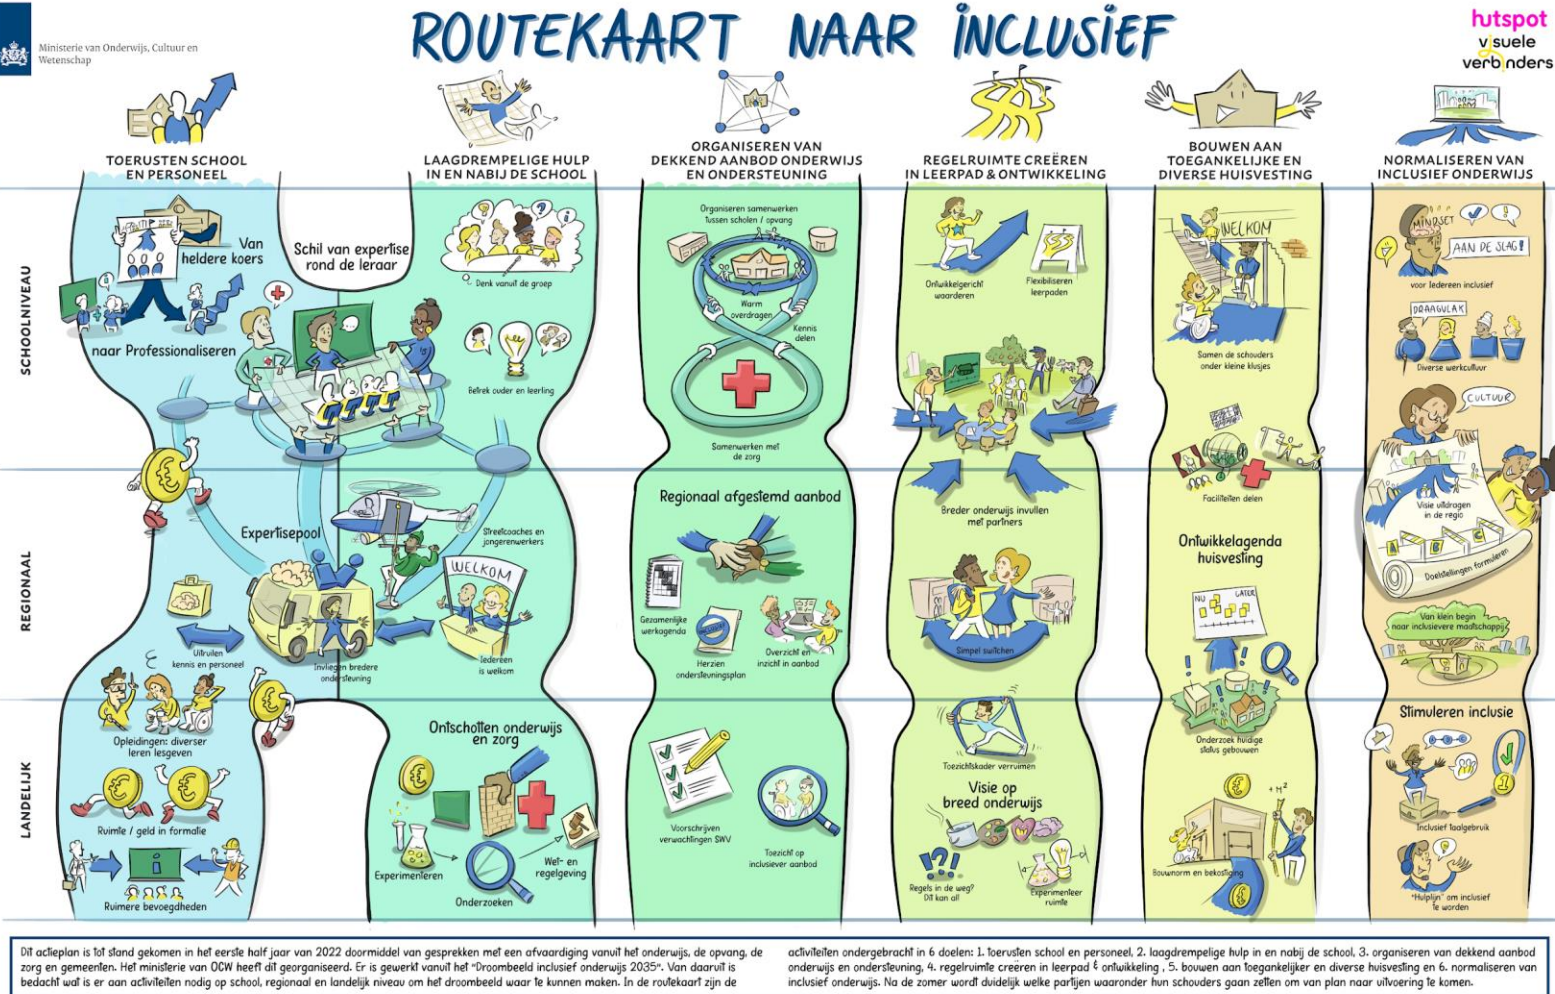 Ministerie van Onderwijs, Cultuur en
Wetenschap
ROUTEKAART NAAR INCLUSIEF
hutspot
visuele
verbinders
TOERUSTEN SCHOOL
EN PERSONEEL
LAAGDREMPELIGE HULP
IN EN NABIJ DE SCHOOL
ORGANISEREN VAN
DEKKEND AANBOD ONDERWIJS
EN ONDERSTEUNING
REGELRUIMTE CREËREN
IN LEERPAD & ONTWIKKELING
BOUWEN AAN
TOEGANKELIJKE EN
DIVERSE HUISVESTING
NORMALISEREN VAN
INCLUSIEF ONDERWIJS
SCHOOLNIVEAU
Van
heldere koers
naar Professionaliseren
Schil van expertise
rond de leraar
Denk vanuit de groep
Betrek ouder en leerling
Organiseren samenwerken
tussen scholen / opvang
Warm
overdragen
Kennis
delen
Samenwerken met
de zorg
Ontwikkelgericht
waarderen
Flexibiliseren
leerpaden
WELKOM
Samen de schouders
onder kleine klusjes
MINDSET
AAN DE SLAG!
voor Iedereen inclusief
DRAAGVLAK
Diverse werkcultuur
CULTUUR
REGIONAAL
Expertisepool
Uitruilen
kennis en personeel
Invliegen bredere
ondersteuning
Streetcoaches en
jongerenwerkers
WELKOM
Iedereen
is welkom
Regionaal afgestemd aanbod
Gezamenlijke
werkagenda
Herzien
ondersteuningsplan
Overzicht en
inzicht in aanbod
Breder onderwijs invullen
met partners
Simpel switchen
Faciliteiten delen
Ontwikkelagenda
huisvesting
NU LATER
Visie uitdragen
in de regio
A B C
Doelstellingen formuleren
Van klein begin
naar inclusievere maatschappij
LANDELIJK
Opleidingen: diverser
leren lesgeven
Ruimte / geld in formatie
Ruimere bevoegdheden
Ontschotten onderwijs
en zorg
Experimenteren
Onderzoeken
Wet- en
regelgeving
Voorschrijven
verwachtingen SWV
Toezicht op
inclusiever aanbod
Toezichtskader verruimen
Visie op
breed onderwijs
Regels in de weg?
Dit kan al!
Experimenteer
ruimte
Onderzoek huidige
status gebouwen
+ M²
Bouwnorm en bekostiging
Stimuleren inclusie
Inclusief taalgebruik
"Hulplijn" om inclusief
te worden
Dit actieplan is tot stand gekomen in het eerste half jaar van 2022 doormiddel van gesprekken met een afvaardiging vanuit het onderwijs, de opvang, de
zorg en gemeenten. Het ministerie van OCW heeft dit georganiseerd. Er is gewerkt vanuit het "Droombeeld inclusief onderwijs 2035". Van daaruit is
bedacht wat is er aan activiteiten nodig op school, regionaal en landelijk niveau om het droombeeld waar te kunnen maken. In de routekaart zijn de
activiteiten ondergebracht in 6 doelen: 1. toerusten school en personeel, 2. laagdrempelige hulp in en nabij de school, 3. organiseren van dekkend aanbod
onderwijs en ondersteuning, 4. regelruimte creëren in leerpad & ontwikkeling , 5. bouwen aan toegankelijker en diverse huisvesting en 6. normaliseren van
inclusief onderwijs. Na de zomer wordt duidelijk welke partijen waaronder hun schouders gaan zetten om van plan naar uitvoering te komen.